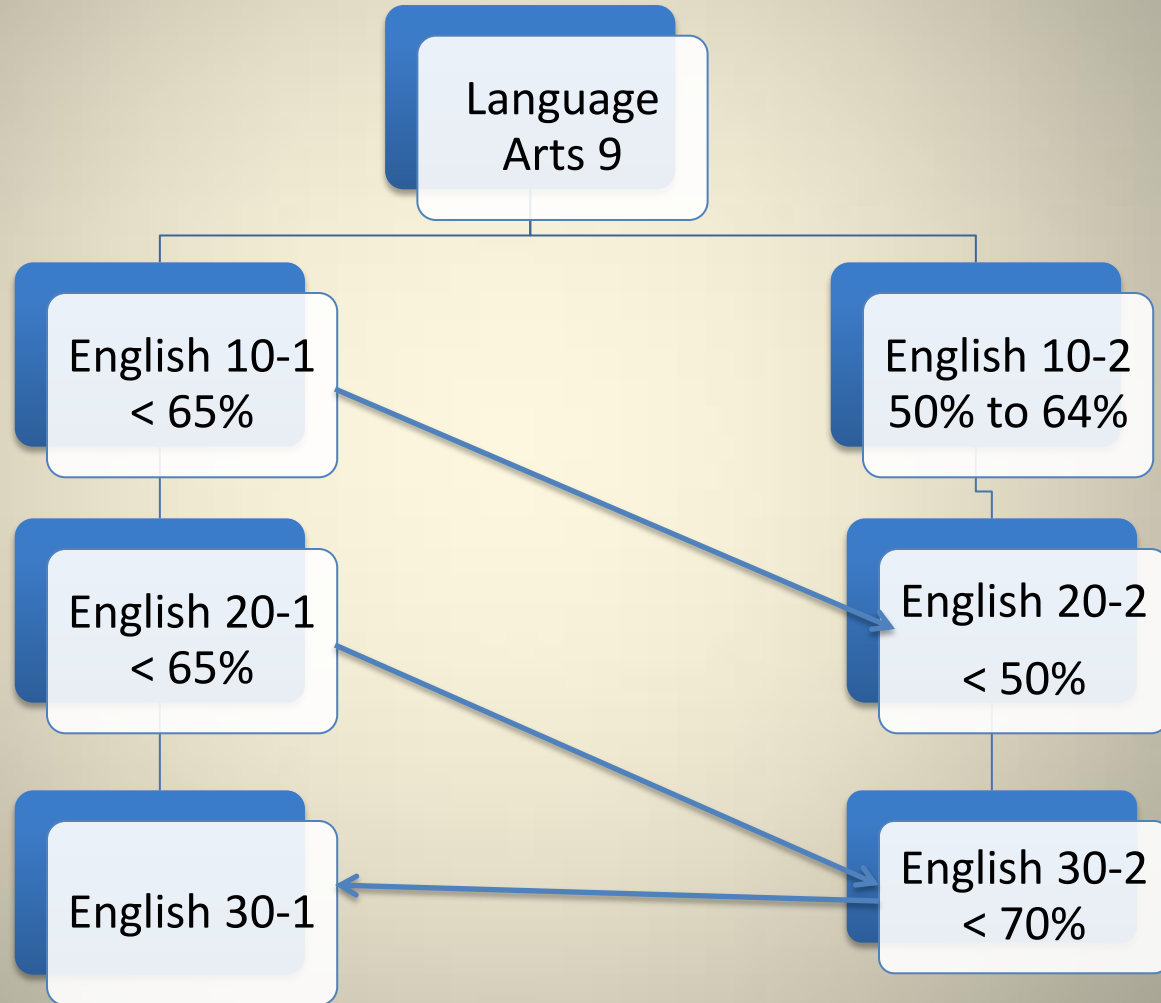 Language
Arts 9
English 10-1
< 65%
English 10-2
50% to 64%
English 20-1
< 65%
English 20-2
< 50%
English 30-1
English 30-2
< 70%